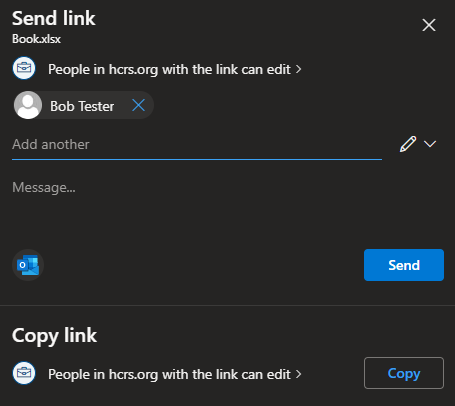 Send link
Book.xlsx
People in hcrs.org with the link can edit >
Bob Tester
Add another
Message...
O
Send
Copy link
People in hcrs.org with the link can edit >
Copy